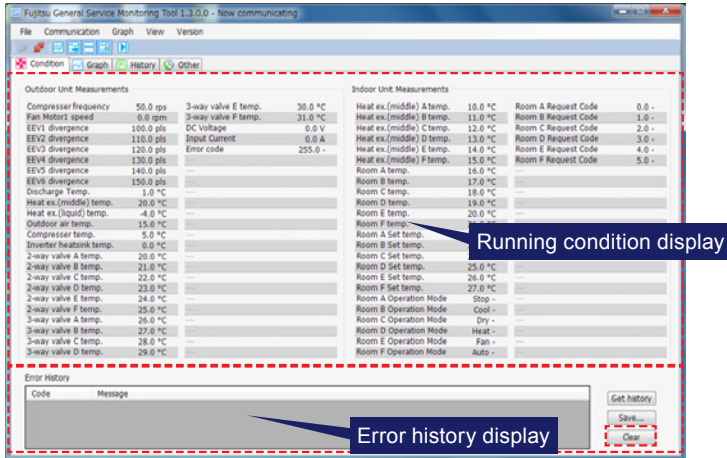 Fujitsu General Service Monitoring Tool 1.3.0.0 - Now communicating
File Communication Graph View Version
Condition Graph History Other
Outdoor Unit Measurements
Compresser frequency 50.0 rps 3-way valve E temp. 30.0 °C
Fan Motor1 speed 0.0 rpm 3-way valve F temp. 31.0 °C
EEV1 divergence 100.0 pls DC Voltage 0.0 V
EEV2 divergence 110.0 pls Input Current 0.0 A
EEV3 divergence 120.0 pls Error code 255.0 -
EEV4 divergence 130.0 pls ---
EEV5 divergence 140.0 pls ---
EEV6 divergence 150.0 pls ---
Discharge Temp. 1.0 °C ---
Heat ex.(middle) temp. 20.0 °C ---
Heat ex.(liquid) temp. -4.0 °C ---
Outdoor air temp. 15.0 °C ---
Compresser temp. 5.0 °C ---
Inverter heatsink temp. 0.0 °C ---
2-way valve A temp. 20.0 °C ---
2-way valve B temp. 21.0 °C ---
2-way valve C temp. 22.0 °C ---
2-way valve D temp. 23.0 °C ---
2-way valve E temp. 24.0 °C ---
2-way valve F temp. 25.0 °C ---
3-way valve A temp. 26.0 °C ---
3-way valve B temp. 27.0 °C ---
3-way valve C temp. 28.0 °C ---
3-way valve D temp. 29.0 °C ---
Indoor Unit Measurements
Heat ex.(middle) A temp. 10.0 °C Room A Request Code 0.0 -
Heat ex.(middle) B temp. 11.0 °C Room B Request Code 1.0 -
Heat ex.(middle) C temp. 12.0 °C Room C Request Code 2.0 -
Heat ex.(middle) D temp. 13.0 °C Room D Request Code 3.0 -
Heat ex.(middle) E temp. 14.0 °C Room E Request Code 4.0 -
Heat ex.(middle) F temp. 15.0 °C Room F Request Code 5.0 -
Room A temp. 16.0 °C ---
Room B temp. 17.0 °C ---
Room C temp. 18.0 °C ---
Room D temp. 19.0 °C ---
Room E temp. 20.0 °C ---
Room F temp.
Room A Set temp.
Room B Set temp.
Room C Set temp.
Room D Set temp. 25.0 °C ---
Room E Set temp. 26.0 °C ---
Room F Set temp. 27.0 °C ---
Room A Operation Mode Stop - ---
Room B Operation Mode Cool - ---
Room C Operation Mode Dry - ---
Room D Operation Mode Heat - ---
Room E Operation Mode Fan - ---
Room F Operation Mode Auto - ---
Running condition display
Error History
Code Message
Get history
Save...
Clear
Error history display